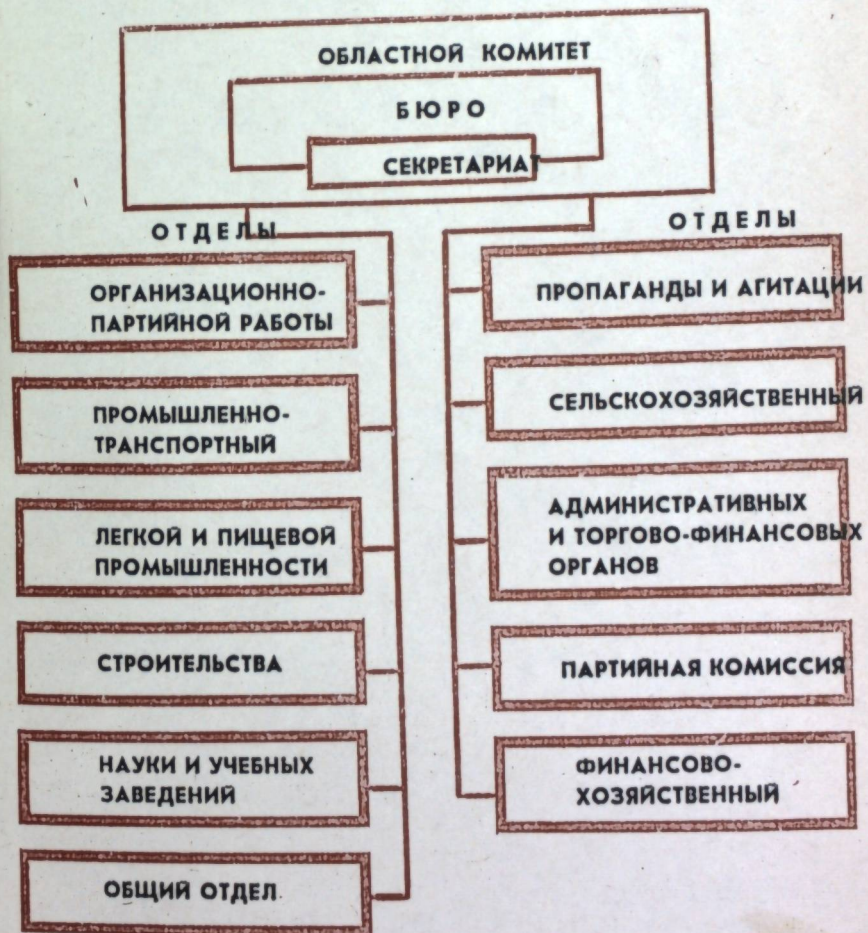 ОБЛАСТНОЙ КОМИТЕТ
БЮРО
СЕКРЕТАРИАТ
ОТДЕЛЫ
ОРГАНИЗАЦИОННО-
ПАРТИЙНОЙ РАБОТЫ
ПРОМЫШЛЕННО-
ТРАНСПОРТНЫЙ
ЛЕГКОЙ И ПИЩЕВОЙ
ПРОМЫШЛЕННОСТИ
СТРОИТЕЛЬСТВА
НАУКИ И УЧЕБНЫХ
ЗАВЕДЕНИЙ
ОБЩИЙ ОТДЕЛ
ОТДЕЛЫ
ПРОПАГАНДЫ И АГИТАЦИИ
СЕЛЬСКОХОЗЯЙСТВЕННЫЙ
АДМИНИСТРАТИВНЫХ
И ТОРГОВО-ФИНАНСОВЫХ
ОРГАНОВ
ПАРТИЙНАЯ КОМИССИЯ
ФИНАНСОВО-
ХОЗЯЙСТВЕННЫЙ